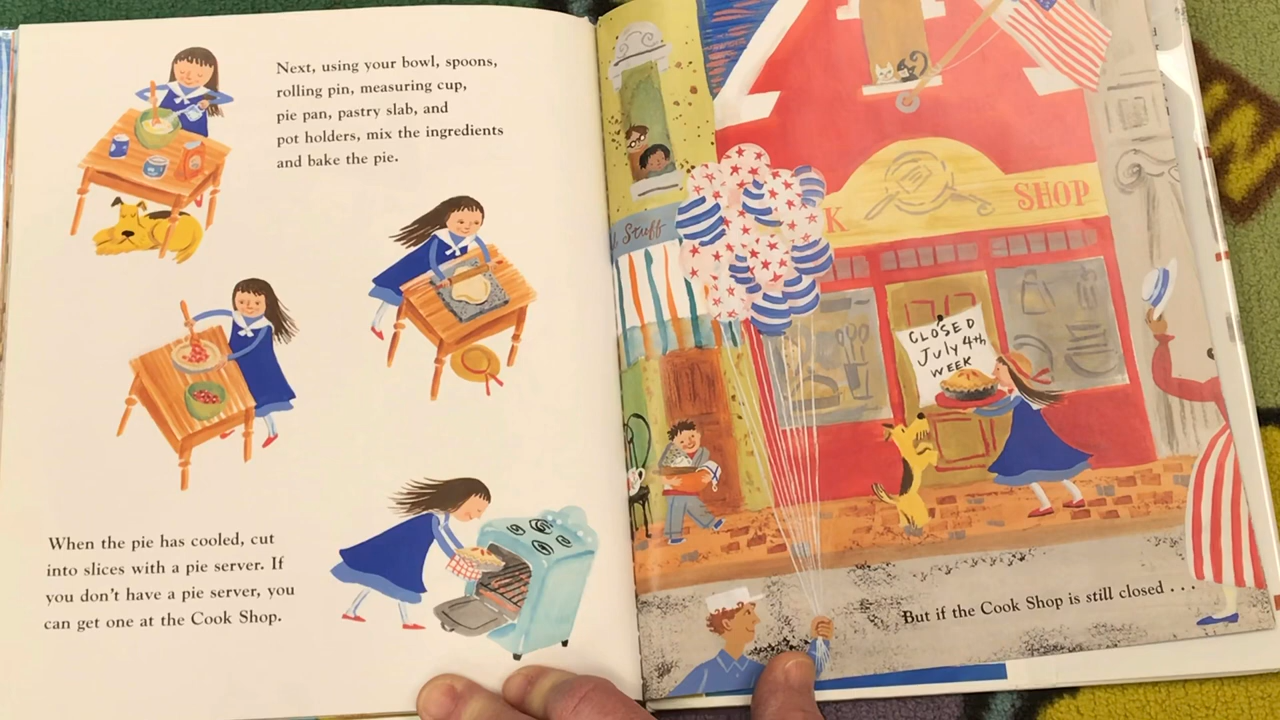 Next, using your bowl, spoons,
rolling pin, measuring cup,
pie pan, pastry slab, and
pot holders, mix the ingredients
and bake the pie.
When the pie has cooled, cut
into slices with a pie server. If
you don't have a pie server, you
can get one at the Cook Shop.
Stuff
K SHOP
CLOSED
July 4th
WEEK
But if the Cook Shop is still closed . . .